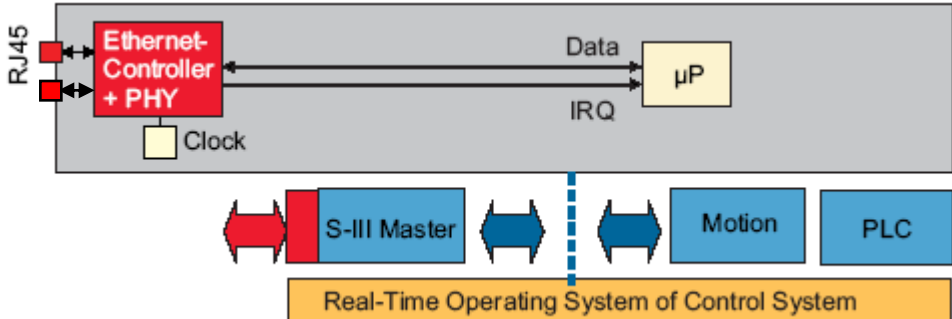 RJ45
Ethernet-
Controller
+ PHY
Data
µP
IRQ
Clock
S-III Master
Motion
PLC
Real-Time Operating System of Control System